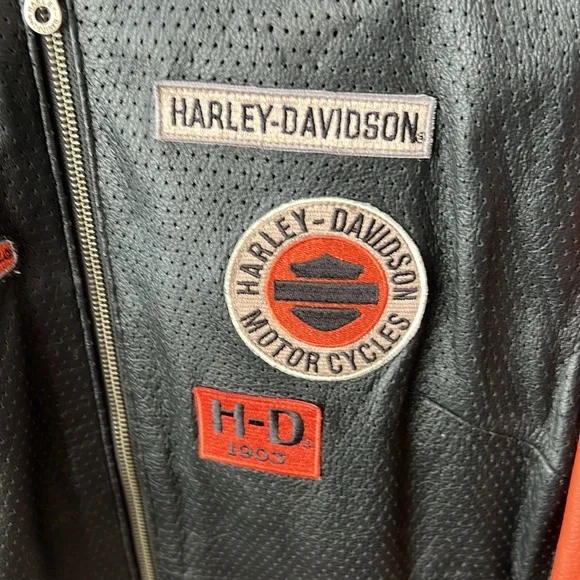 HARLEY-DAVIDSON
HARLEY-DAVIDSON
MOTOR CYCLES
H-D
1903